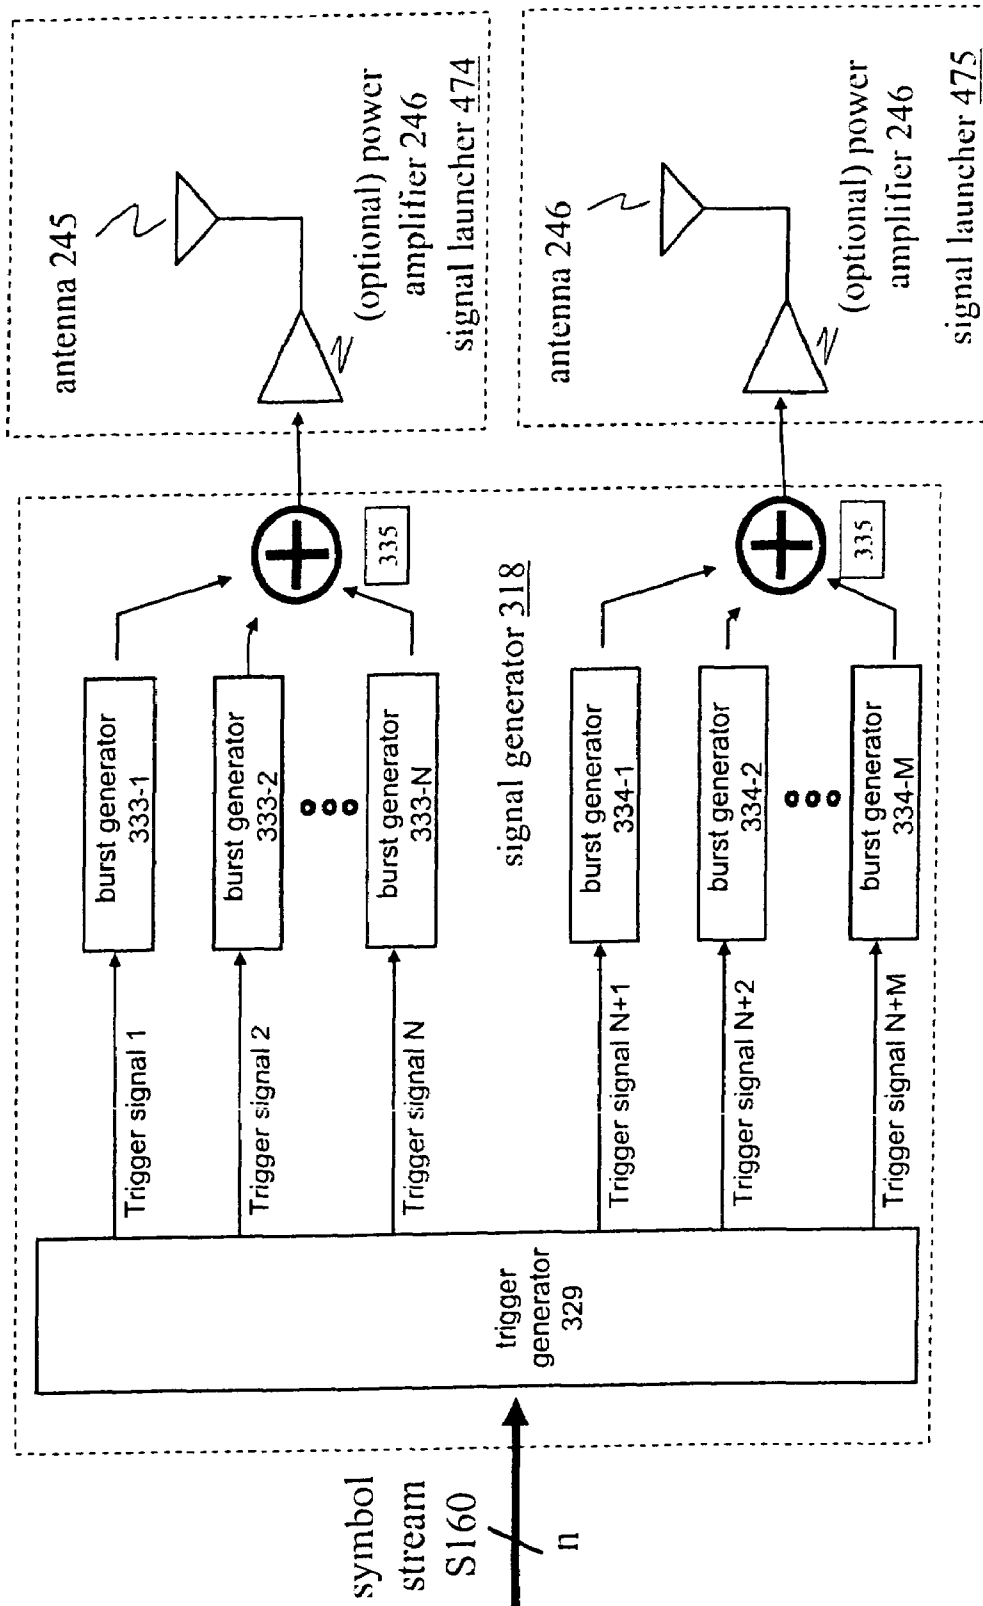 symbol
stream
S160
n
trigger
generator
329
Trigger signal 1
Trigger signal 2
Trigger signal N
Trigger signal N+1
Trigger signal N+2
Trigger signal N+M
burst generator
333-1
burst generator
333-2
burst generator
333-N
signal generator 318
burst generator
334-1
burst generator
334-2
burst generator
334-M
335
335
antenna 245
(optional) power
amplifier 246
signal launcher 474
antenna 246
(optional) power
amplifier 246
signal launcher 475